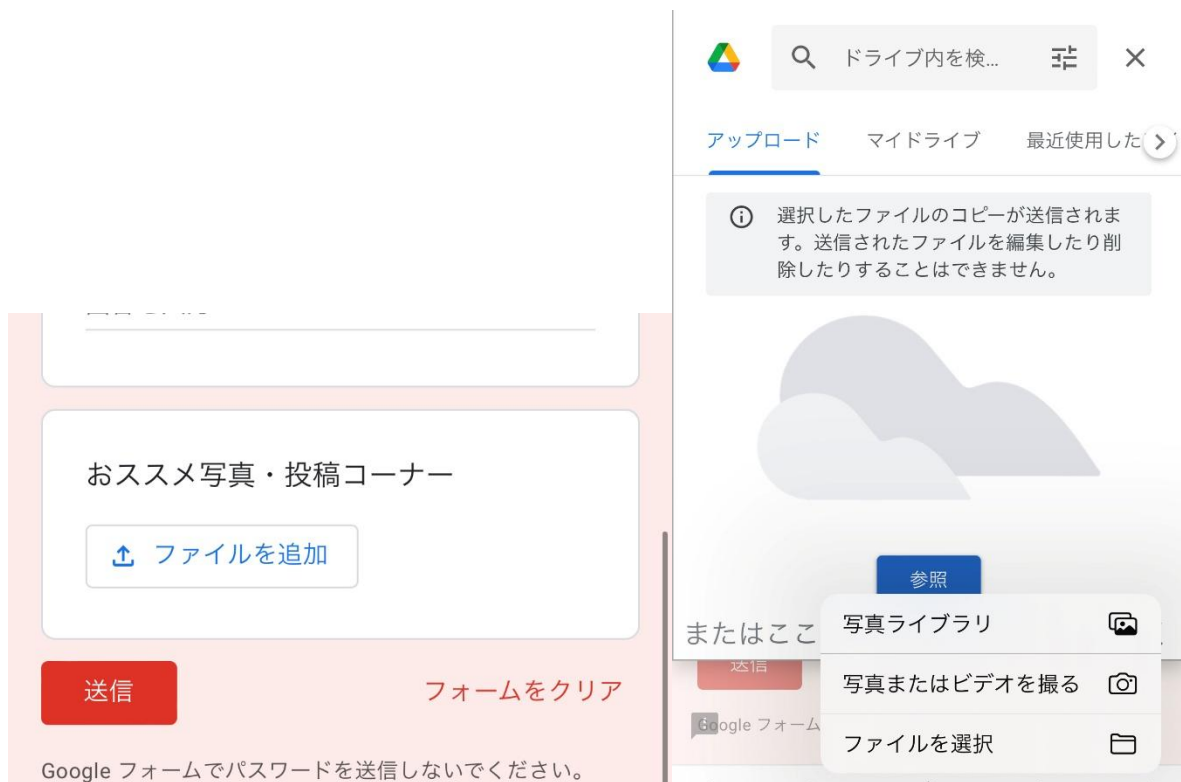 おススメ写真・投稿コーナー
ファイルを追加
送信
フォームをクリア
Google フォームでパスワードを送信しないでください。
ドライブ内を検...
アップロード
マイドライブ
最近使用した
選択したファイルのコピーが送信されま
す。送信されたファイルを編集したり削
除したりすることはできません。
参照
またはここ
写真ライブラリ
送信
写真またはビデオを撮る
Google フォーム
ファイルを選択